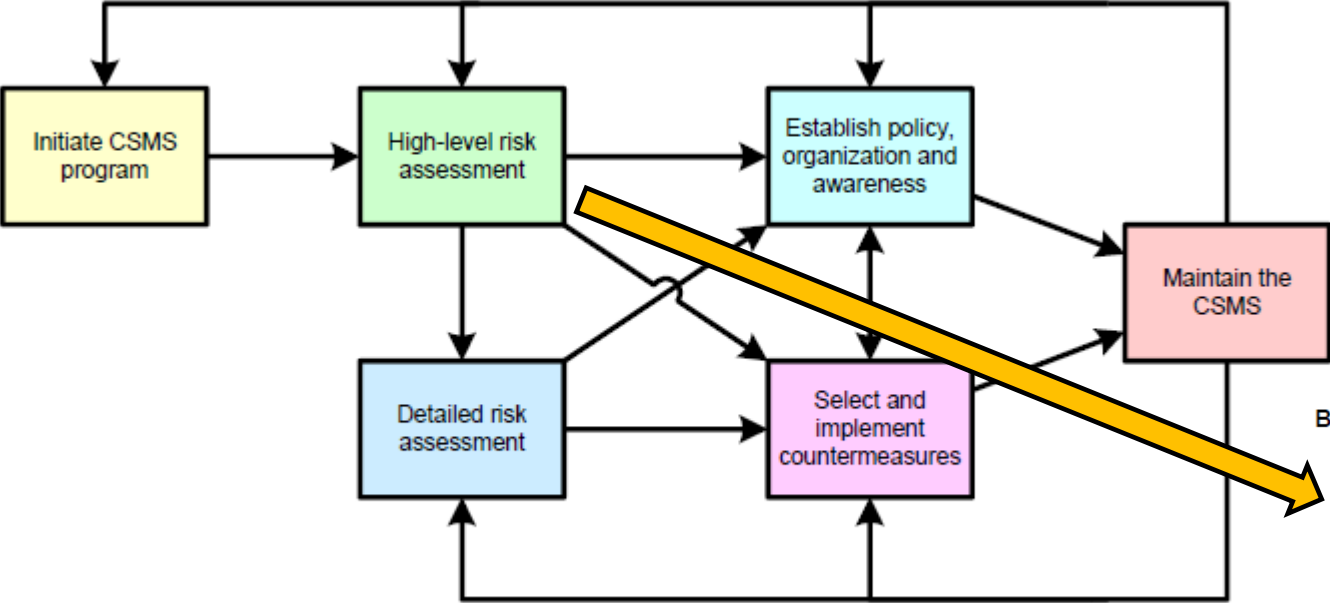 Initiate CSMS
program
High-level risk
assessment
Establish policy,
organization and
awareness
Maintain the
CSMS
Detailed risk
assessment
Select and
implement
countermeasures
B